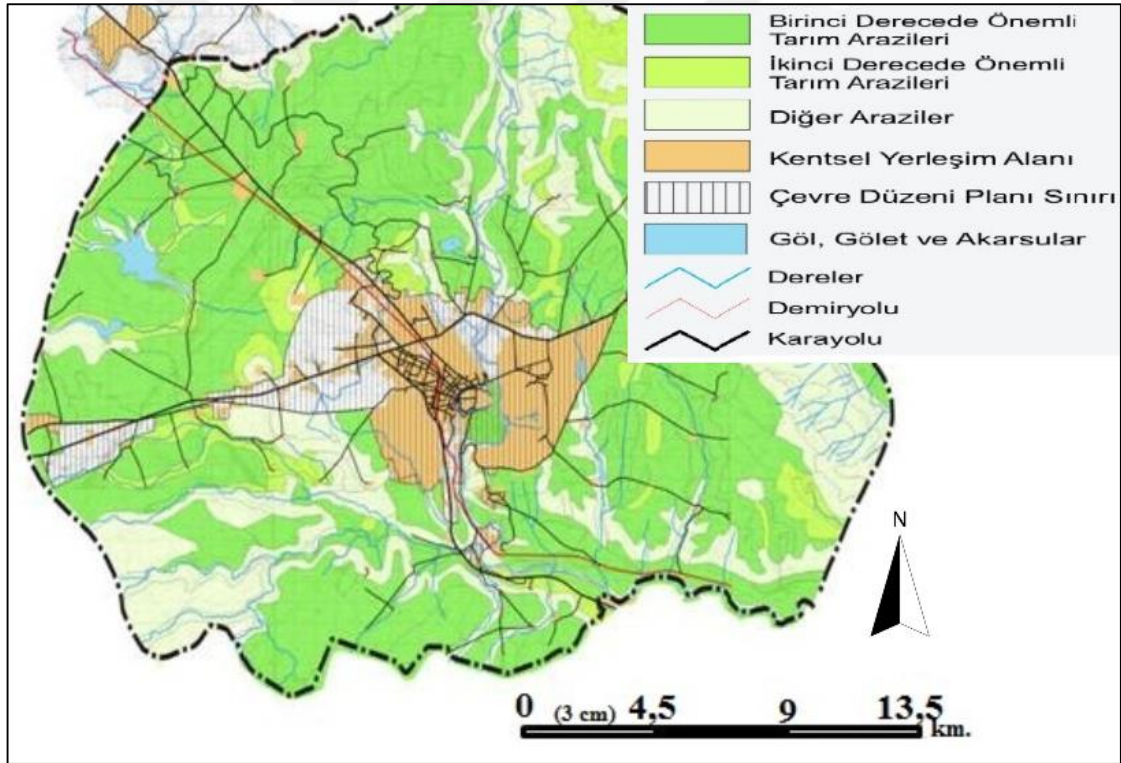 Birinci Derecede Önemli
Tarım Arazileri
İkinci Derecede Önemli
Tarım Arazileri
Diğer Araziler
Kentsel Yerleşim Alanı
Çevre Düzeni Planı Sınırı
Göl, Gölet ve Akarsular
Dereler
Demiryolu
Karayolu
N
0 (3 cm) 4,5 9 13,5
km.